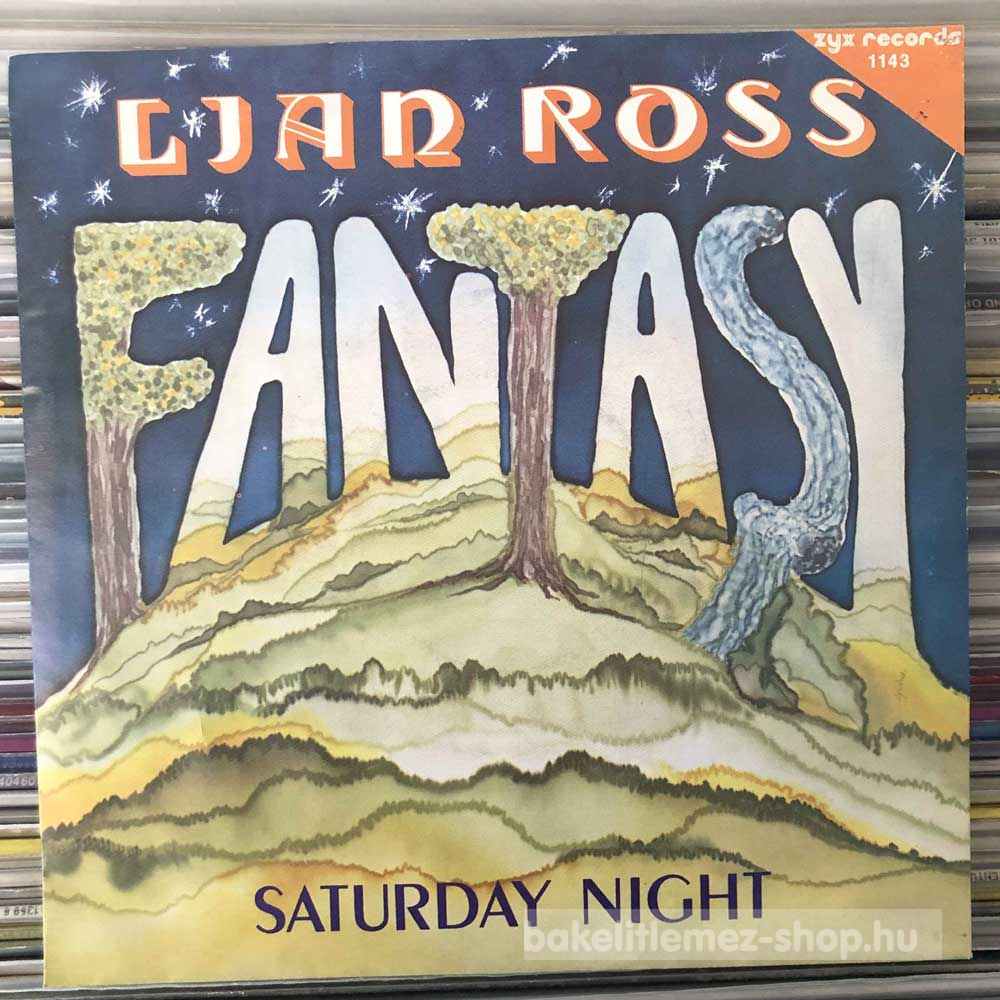 zyx records
1143
LIAN ROSS
FANTASY
SATURDAY NIGHT
bakelitlemez-shop.hu